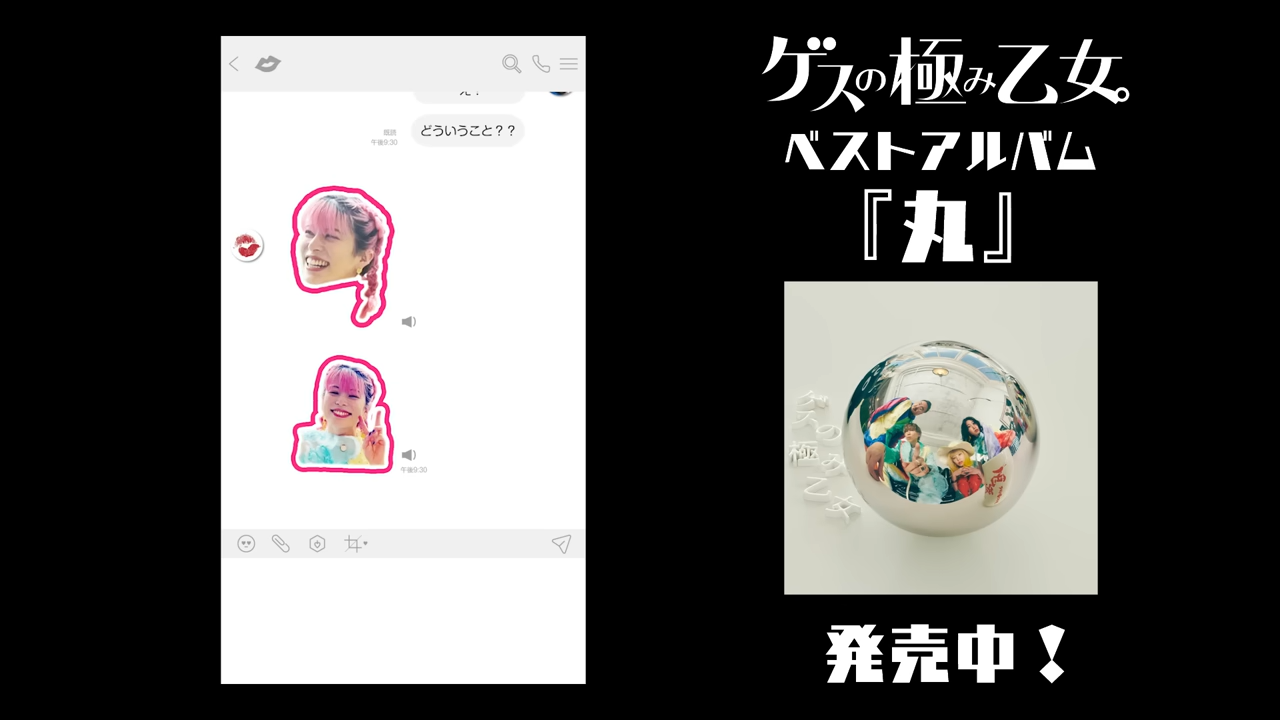 え？
どういうこと？？
既読
午後9:30
午後9:30
ゲスの極み乙女。
ベストアルバム
『丸』
ゲスの
極み
乙女
発売中！